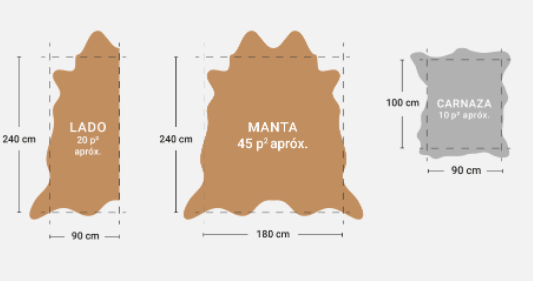 LADO
20 p²
apróx.
240 cm
90 cm
MANTA
45 p² apróx.
240 cm
180 cm
CARNAZA
10 p² apróx.
100 cm
90 cm